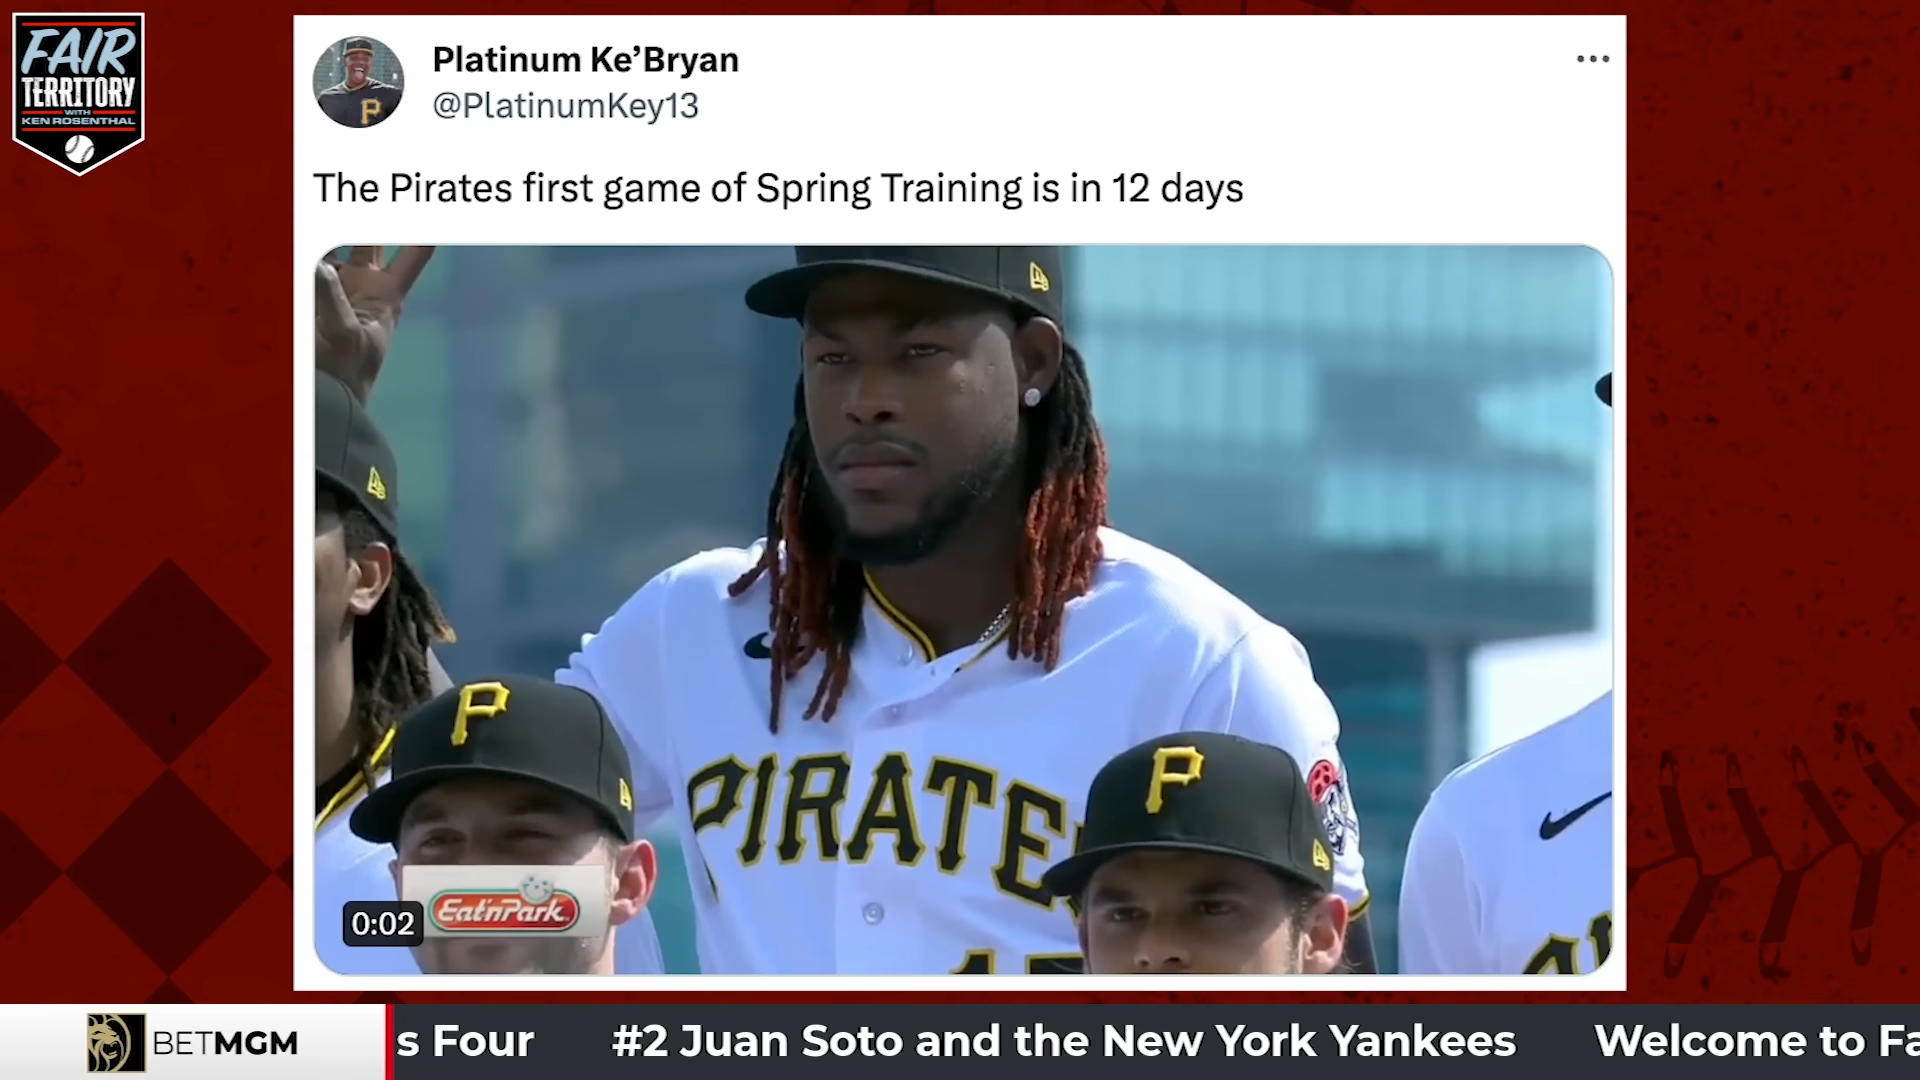 FAIR
TERRITORY
WITH
KEN ROSENTHAL
Platinum Ke’Bryan
@PlatinumKey13
The Pirates first game of Spring Training is in 12 days
P
P
P
PIRATE
0:02
Eat'nPark
BETMGM
s Four
#2 Juan Soto and the New York Yankees
Welcome to Fa